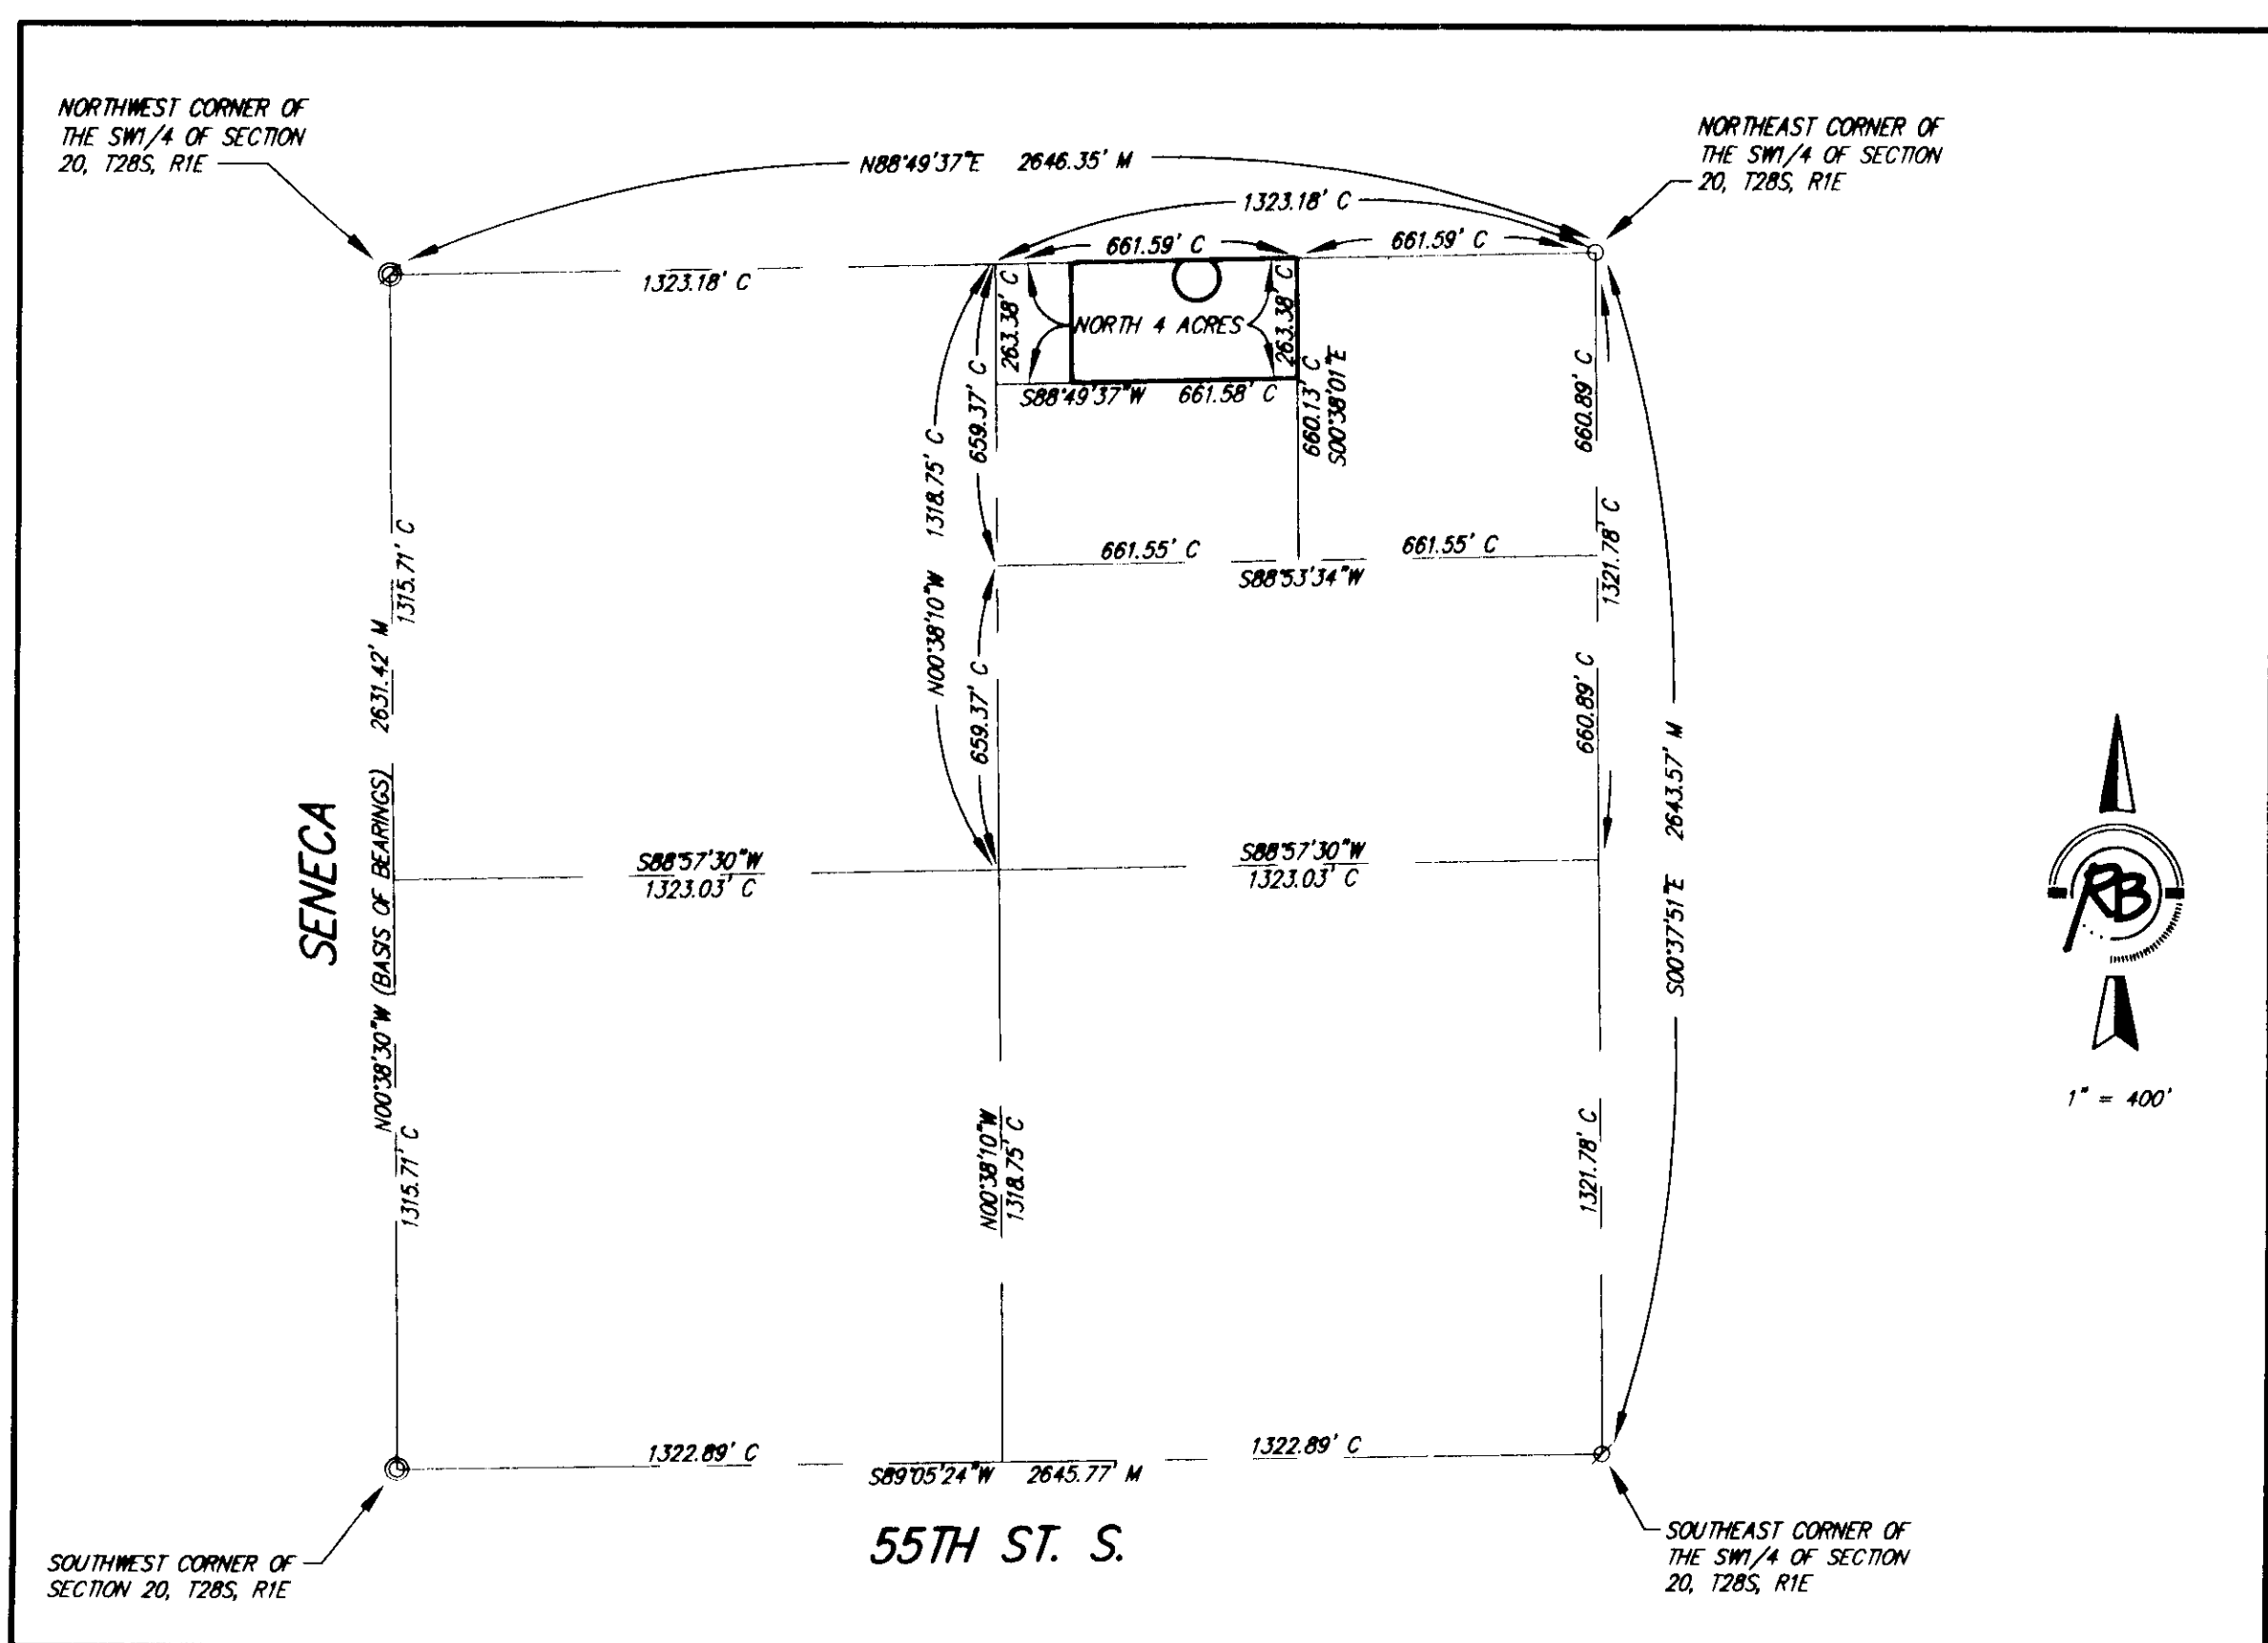 NORTHWEST CORNER OF
THE SW1/4 OF SECTION
20, T28S, R1E
NORTHEAST CORNER OF
THE SW1/4 OF SECTION
20, T28S, R1E
N88°49'37"E 2646.35' M
1323.18' C
661.59' C
661.59' C
1323.18' C
263.38' C
NORTH 4 ACRES
263.38' C
S88°49'37"W 661.58' C
660.13' C
S00°38'01"E
659.37' C
N00°38'10"W 1318.75' C
660.89' C
1321.78' C
661.55' C
661.55' C
S88°53'34"W
1315.71' C
659.37' C
660.89' C
S00°37'51"E 2643.57' M
SENECA
N00°38'30"W (BASIS OF BEARINGS) 2631.42' M
S88°57'30"W
1323.03' C
S88°57'30"W
1323.03' C
RB
1" = 400'
1315.71' C
N00°38'10"W
1318.75' C
1321.78' C
1322.89' C
1322.89' C
S89°05'24"W 2645.77' M
55TH ST. S.
SOUTHWEST CORNER OF
SECTION 20, T28S, R1E
SOUTHEAST CORNER OF
THE SW1/4 OF SECTION
20, T28S, R1E